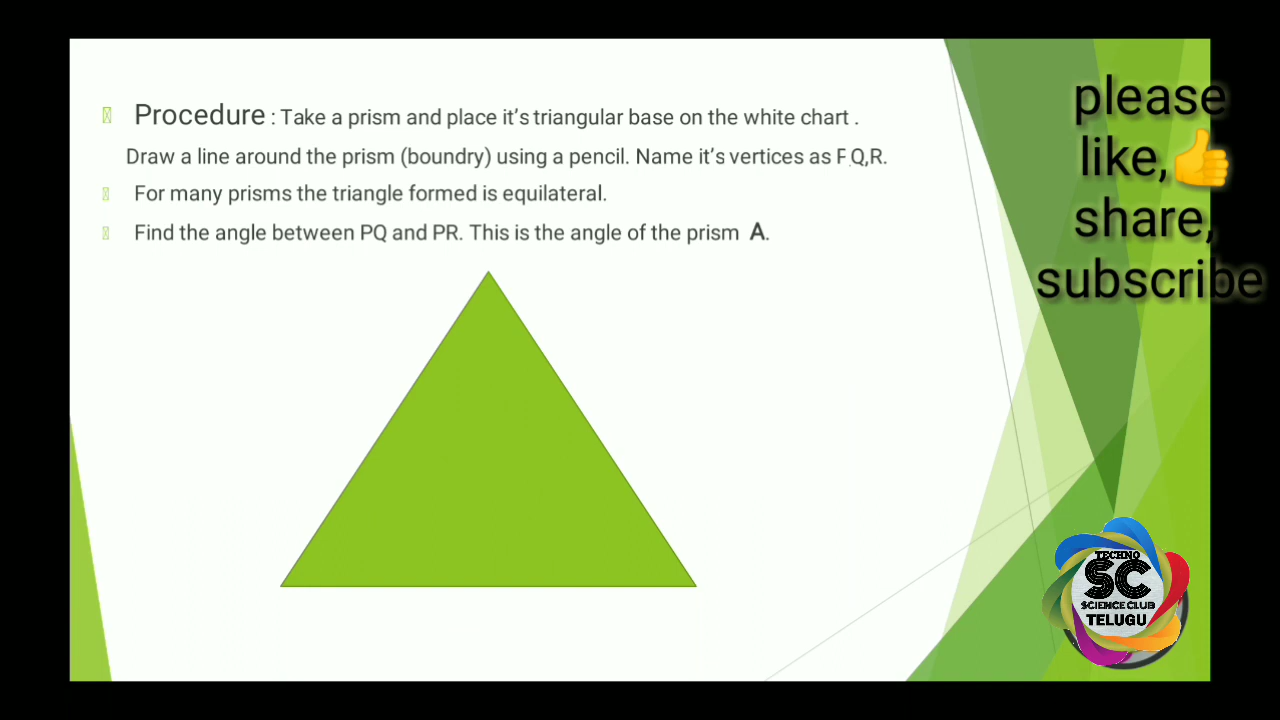 Procedure : Take a prism and place it's triangular base on the white chart .
Draw a line around the prism (boundry) using a pencil. Name it's vertices as P,Q,R.
For many prisms the triangle formed is equilateral.
Find the angle between PQ and PR. This is the angle of the prism A.
please
like,👍
share,
subscribe
TECHNO
SC
SCIENCE CLUB
TELUGU